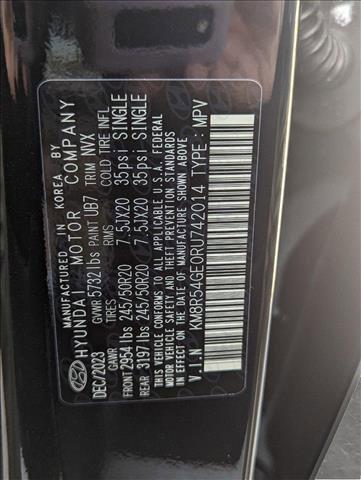 MANUFACTURED IN KOREA BY
HYUNDAI MOTOR COMPANY
DEC/2023 GVWR 5732 lbs PAINT UB7 TRIM NVX
GAWR TIRES RIMS COLD TIRE INFL.
FRONT 2954 lbs 245/50R20 7.5JX20 35psi SINGLE
REAR 3197 lbs 245/50R20 7.5JX20 35psi SINGLE
THIS VEHICLE CONFORMS TO ALL APPLICABLE U.S.A. FEDERAL
MOTOR VEHICLE SAFETY AND THEFT PREVENTION STANDARDS
IN EFFECT ON THE DATE OF MANUFACTURE SHOWN ABOVE.
V.I.N KM8R54GE0RU742014 TYPE : MPV